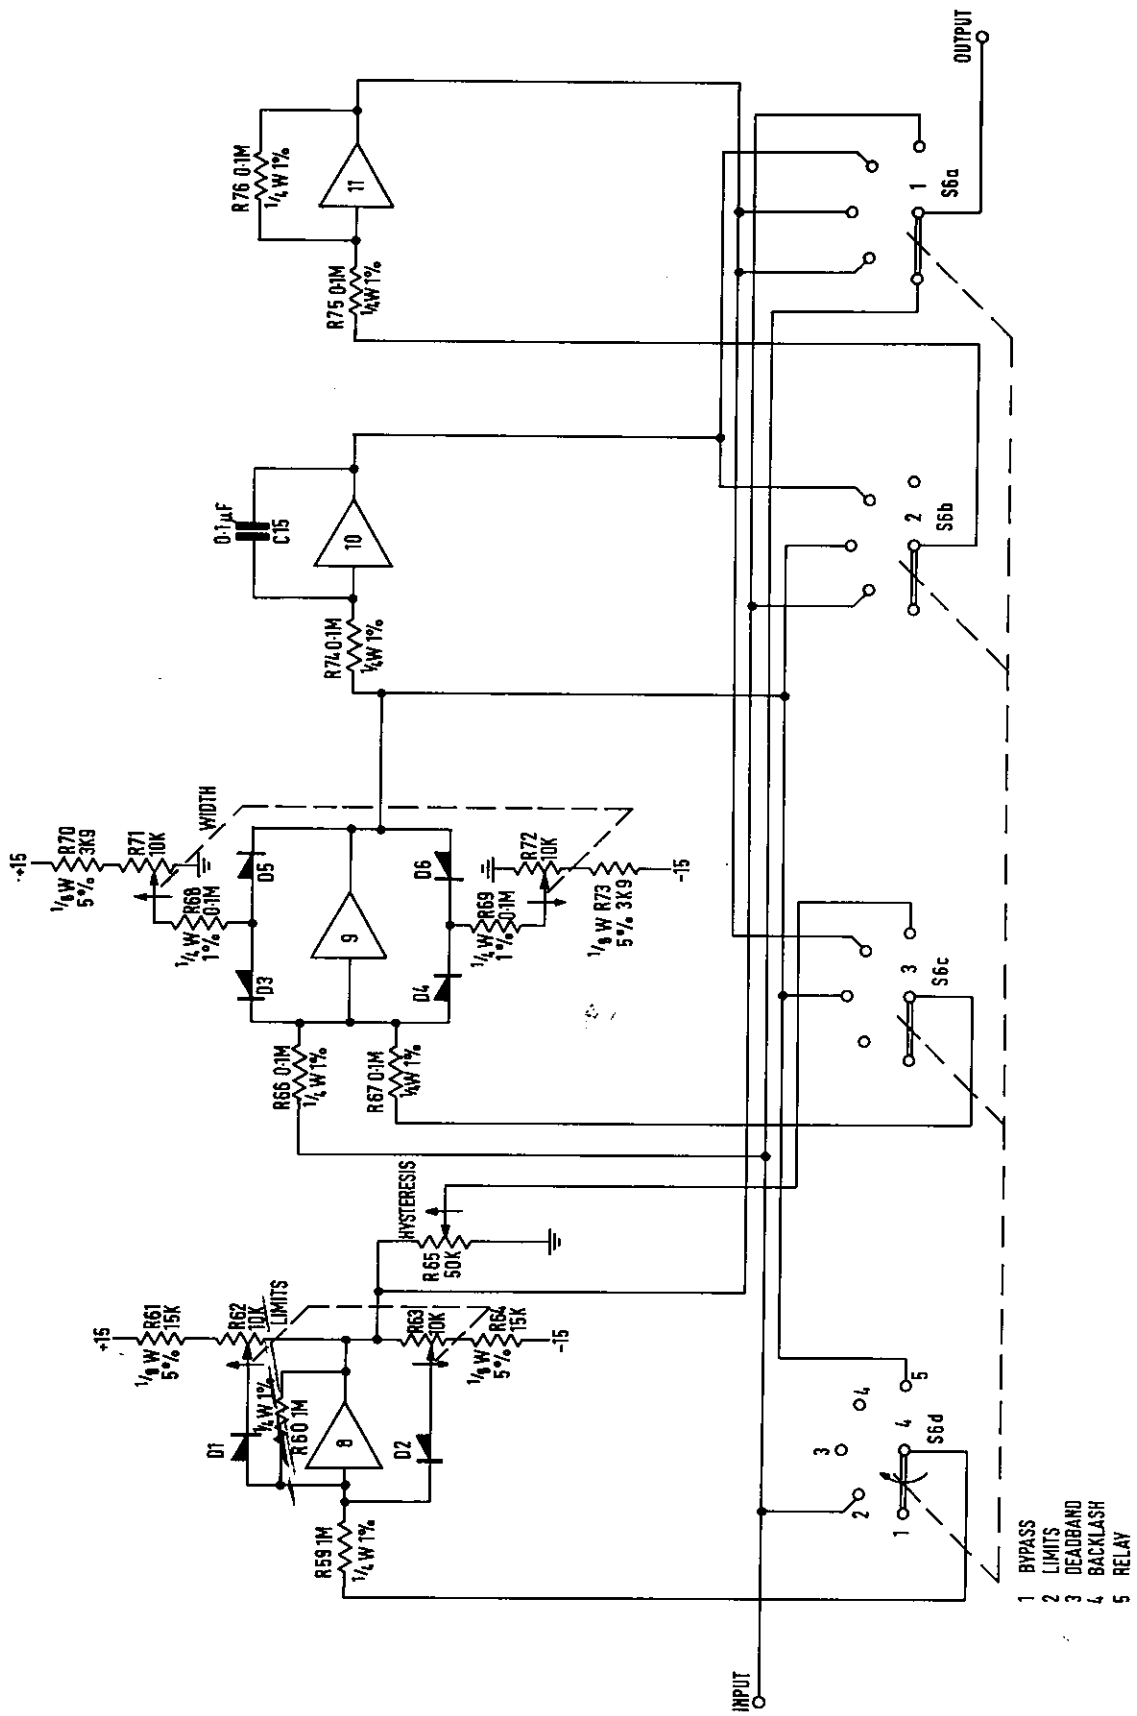 INPUT
R59 1M
1/4 W 1%
D1
1/4 W 1%
R60 1M
8
D2
+15
1/8 W
5%
R61
15K
R62
10K
LIMITS
R63
10K
1/8 W
5%
R64
15K
-15
HYSTERESIS
R65
50K
R66 0·1M
1/4 W 1%
R67 0·1M
1/4 W 1%
D3
D4
9
D5
D6
1/4 W
1%
R68
0·1M
1/4 W
1%
R69
0·1M
+15
1/8 W
5%
R70
3K9
R71
10K
WIDTH
R72
10K
1/8 W R73
5% 3K9
-15
R74 0·1M
1/4 W 1%
0·1µF
C15
10
R75 0·1M
1/4 W 1%
R76 0·1M
1/4 W 1%
11
1
2
3
4
5
4
S6d
3
S6c
2
S6b
1
S6a
OUTPUT
1 BYPASS
2 LIMITS
3 DEADBAND
4 BACKLASH
5 RELAY